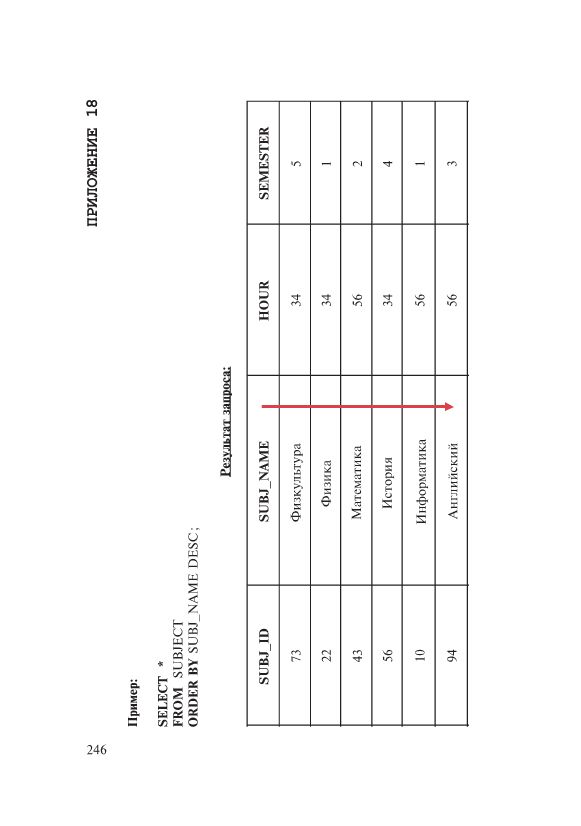 ПРИЛОЖЕНИЕ 18
Пример:
SELECT *
FROM SUBJECT
ORDER BY SUBJ_NAME DESC;
Результат запроса:
SUBJ_ID SUBJ_NAME HOUR SEMESTER
73 Физкультура 34 5
22 Физика 34 1
43 Математика 56 2
56 История 34 4
10 Информатика 56 1
94 Английский 56 3
246